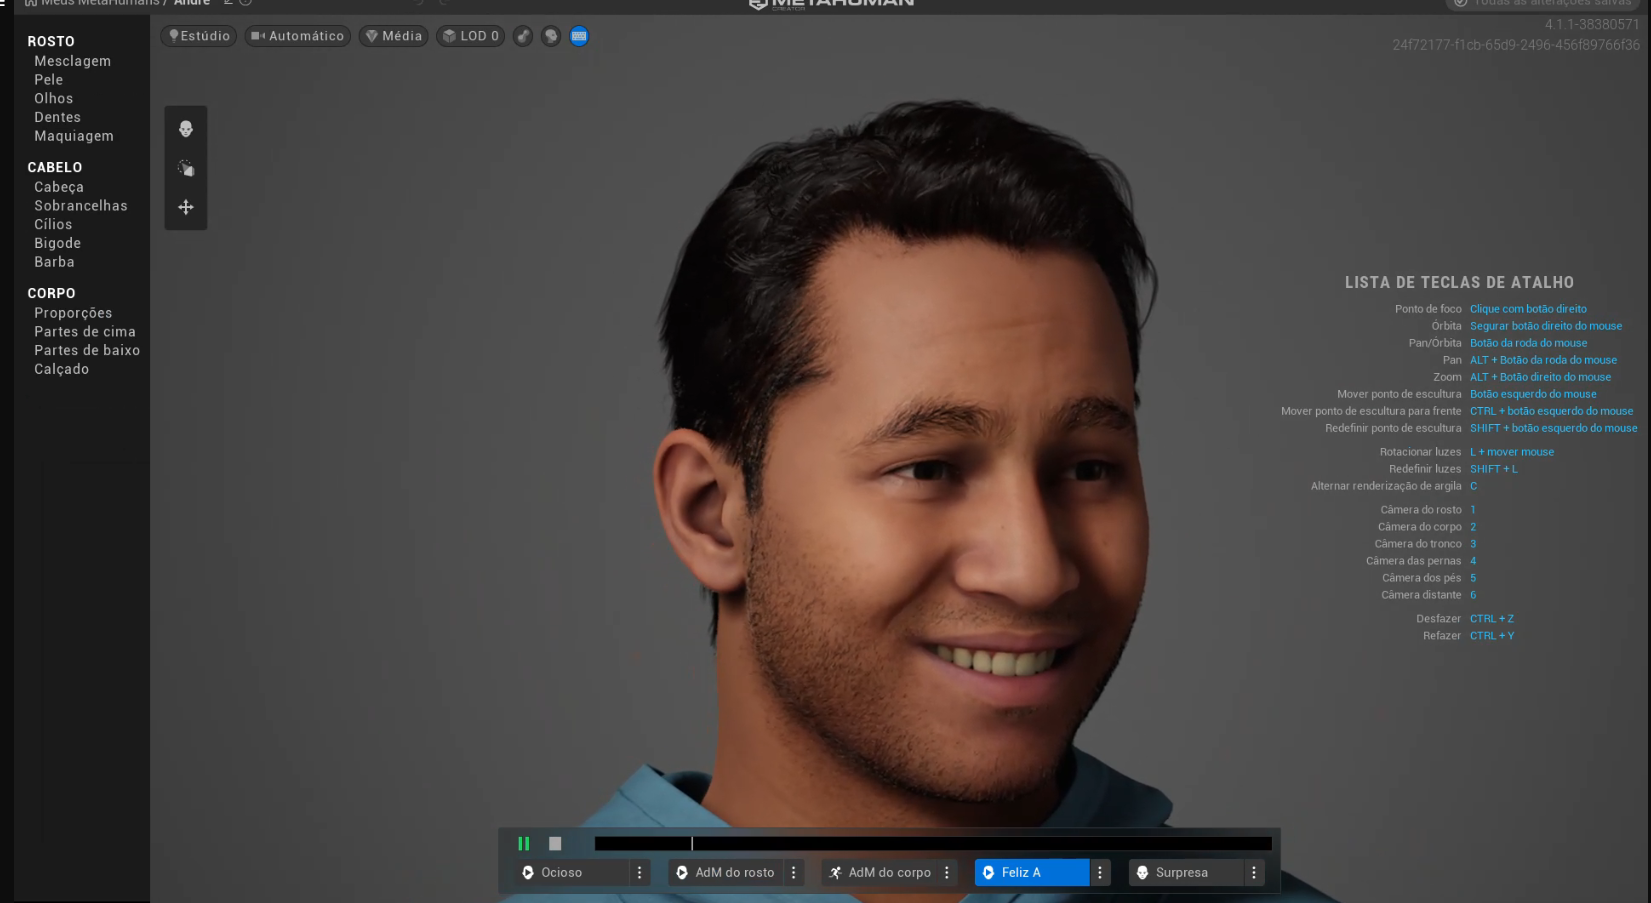 Meus MetaHumans / André
METAHUMAN
CREATOR
Todas as alterações salvas
4.1.1-38380571
24f72177-f1cb-65d9-2496-456f89766f36
Estúdio
Automático
Média
LOD 0
ROSTO
Mesclagem
Pele
Olhos
Dentes
Maquiagem
CABELO
Cabeça
Sobrancelhas
Cílios
Bigode
Barba
CORPO
Proporções
Partes de cima
Partes de baixo
Calçado
LISTA DE TECLAS DE ATALHO
Ponto de foco Clique com botão direito
Órbita Segurar botão direito do mouse
Pan/Órbita Botão da roda do mouse
Pan ALT + Botão da roda do mouse
Zoom ALT + Botão direito do mouse
Mover ponto de escultura Botão esquerdo do mouse
Mover ponto de escultura para frente CTRL + botão esquerdo do mouse
Redefinir ponto de escultura SHIFT + botão esquerdo do mouse
Rotacionar luzes L + mover mouse
Redefinir luzes SHIFT + L
Alternar renderização de argila C
Câmera do rosto 1
Câmera do corpo 2
Câmera do tronco 3
Câmera das pernas 4
Câmera dos pés 5
Câmera distante 6
Desfazer CTRL + Z
Refazer CTRL + Y
Ocioso
AdM do rosto
AdM do corpo
Feliz A
Surpresa